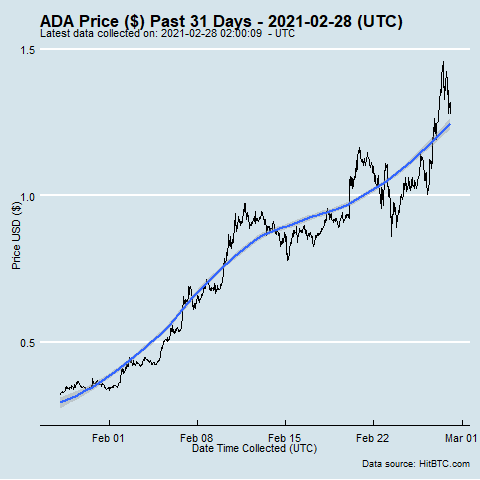 ADA Price ($) Past 31 Days - 2021-02-28 (UTC)
Latest data collected on: 2021-02-28 02:00:09 - UTC
1.5
1.0
0.5
Price USD ($)
Feb 01
Feb 08
Feb 15
Feb 22
Mar 01
Date Time Collected (UTC)
Data source: HitBTC.com